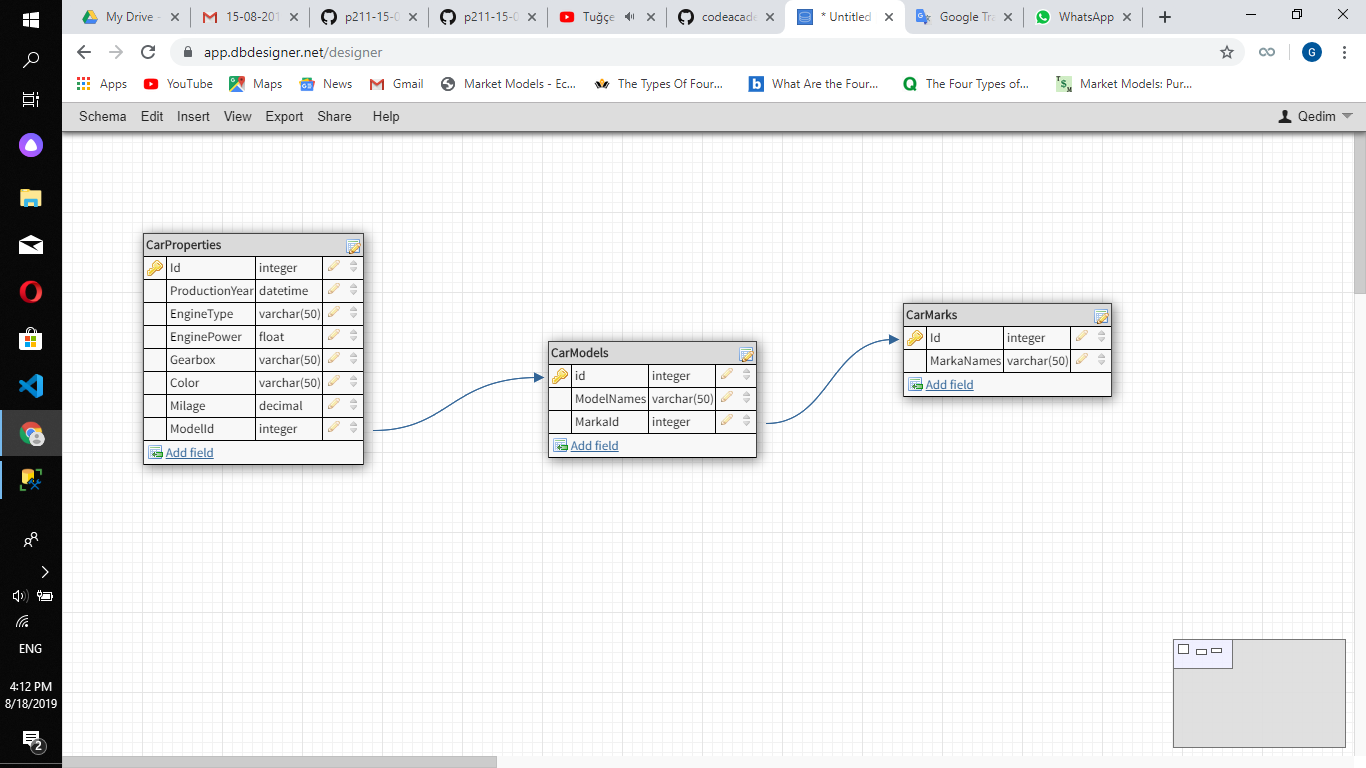 My Drive -
15-08-201
p211-15-0
p211-15-0
Tuğçe
codeacade
* Untitled
Google Tra
WhatsApp
app.dbdesigner.net/designer
G
Apps
YouTube
Maps
News
Gmail
Market Models - Ec...
The Types Of Four...
What Are the Four...
The Four Types of...
Market Models: Pur...
Schema Edit Insert View Export Share Help
Qedim
CarProperties
Id integer
ProductionYear datetime
EngineType varchar(50)
EnginePower float
Gearbox varchar(50)
Color varchar(50)
Milage decimal
ModelId integer
Add field
CarModels
id integer
ModelNames varchar(50)
MarkaId integer
Add field
CarMarks
Id integer
MarkaNames varchar(50)
Add field
ENG
4:12 PM
8/18/2019
2